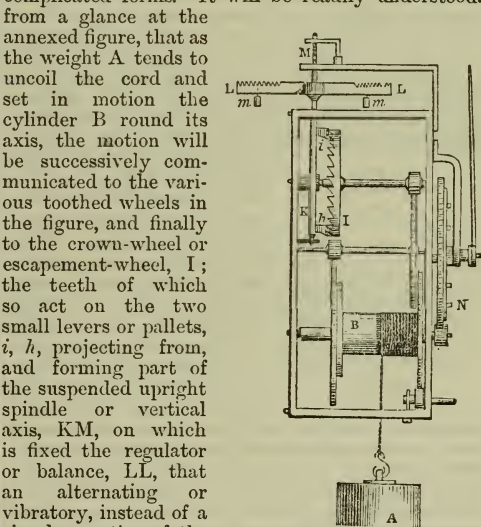 from a glance at the
annexed figure, that as
the weight A tends to
uncoil the cord and
set in motion the
cylinder B round its
axis, the motion will
be successively com-
municated to the vari-
ous toothed wheels in
the figure, and finally
to the crown-wheel or
escapement-wheel, I;
the teeth of which
so act on the two
small levers or pallets,
i, h, projecting from,
and forming part of
the suspended upright
spindle or vertical
axis, KM, on which
is fixed the regulator
or balance, LL, that
an alternating or
vibratory, instead of a
M
L
L
m
m
i
K
h
I
B
N
A